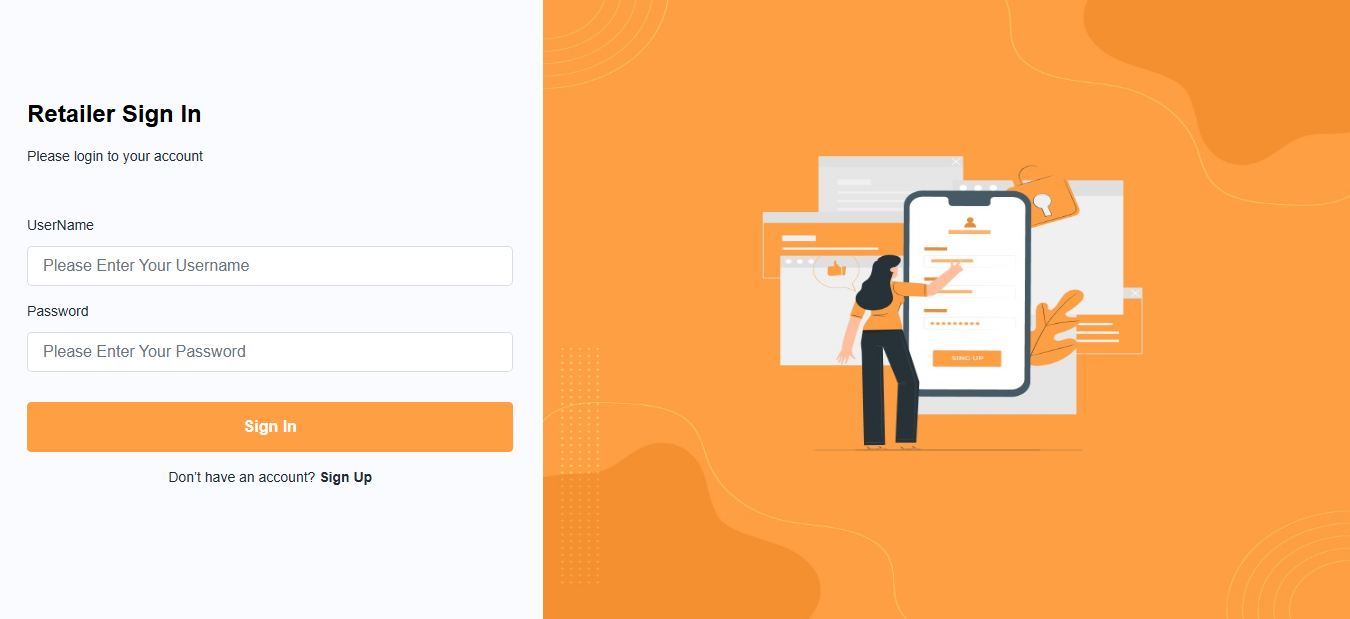 Retailer Sign In
Please login to your account
UserName
Please Enter Your Username
Password
Please Enter Your Password
Sign In
Don't have an account? Sign Up
SING UP